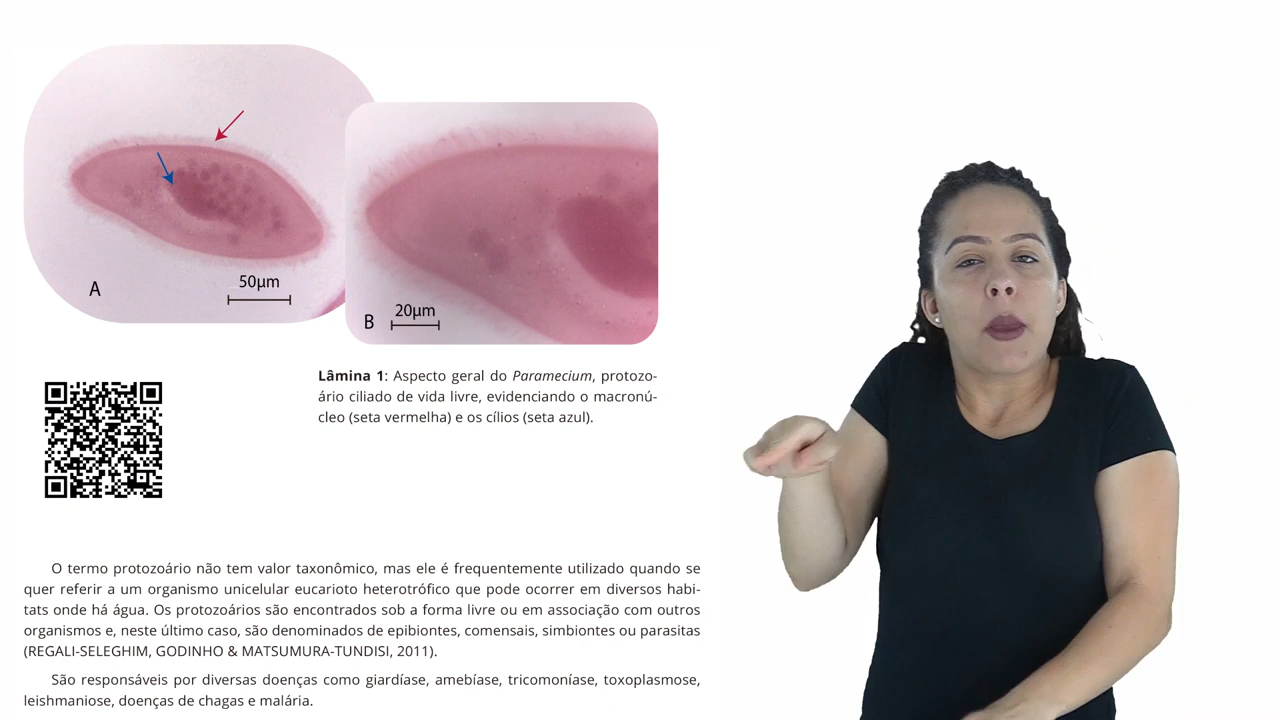 A
50µm
B
20µm
Lâmina 1: Aspecto geral do Paramecium, protozo-
ário ciliado de vida livre, evidenciando o macronú-
cleo (seta vermelha) e os cílios (seta azul).
O termo protozoário não tem valor taxonômico, mas ele é frequentemente utilizado quando se
quer referir a um organismo unicelular eucarioto heterotrófico que pode ocorrer em diversos habi-
tats onde há água. Os protozoários são encontrados sob a forma livre ou em associação com outros
organismos e, neste último caso, são denominados de epibiontes, comensais, simbiontes ou parasitas
(REGALI-SELEGHIM, GODINHO & MATSUMURA-TUNDISI, 2011).
São responsáveis por diversas doenças como giardíase, amebíase, tricomoníase, toxoplasmose,
leishmaniose, doenças de chagas e malária.